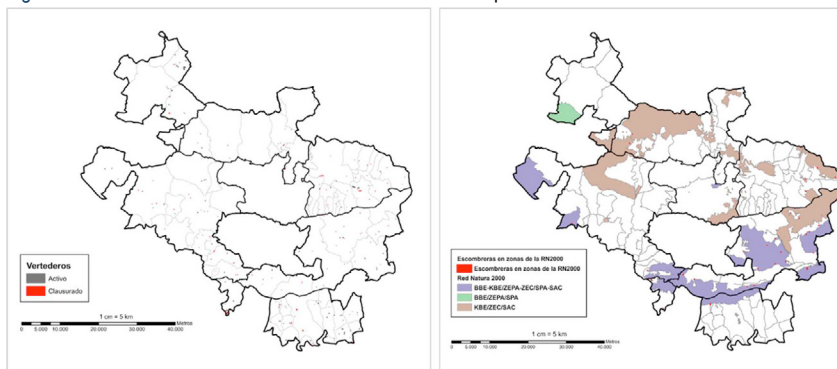 Vertederos
Activo
Clausurado
1 cm = 5 km
Metros
0 5.000 10.000 20.000 30.000 40.000
Escombreras en zonas de la RN2000
Escombreras en zonas de la RN2000
Red Natura 2000
BBE-KBE/ZEPA-ZEC/SPA-SAC
BBE/ZEPA/SPA
KBE/ZEC/SAC
1 cm = 5 km
Metros
0 5.000 10.000 20.000 30.000 40.000